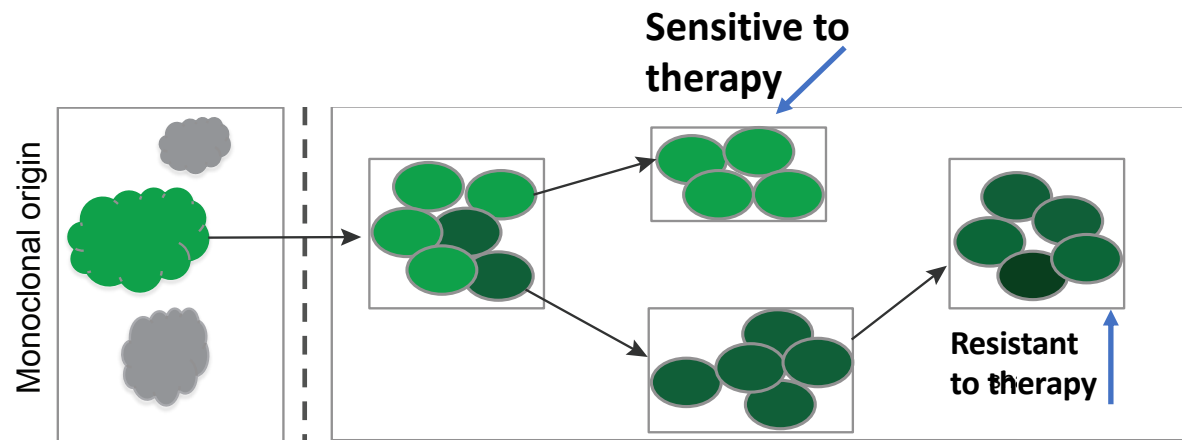 Sensitive to
therapy
Monoclonal origin
Resistant
to therapy